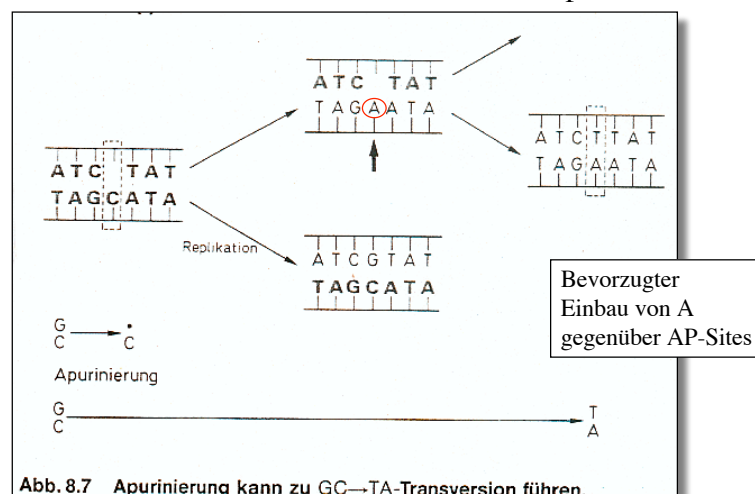 ATC TAT
TAGAATA
ATC TAT
TAGCATA
ATCTTAT
TAGAATA
Replikation
ATCGTAT
TAGCATA
Bevorzugter
Einbau von A
gegenüber AP-Sites
G
C
C
Apurinierung
G
C
T
A
Abb. 8.7 Apurinierung kann zu GC→TA-Transversion führen.